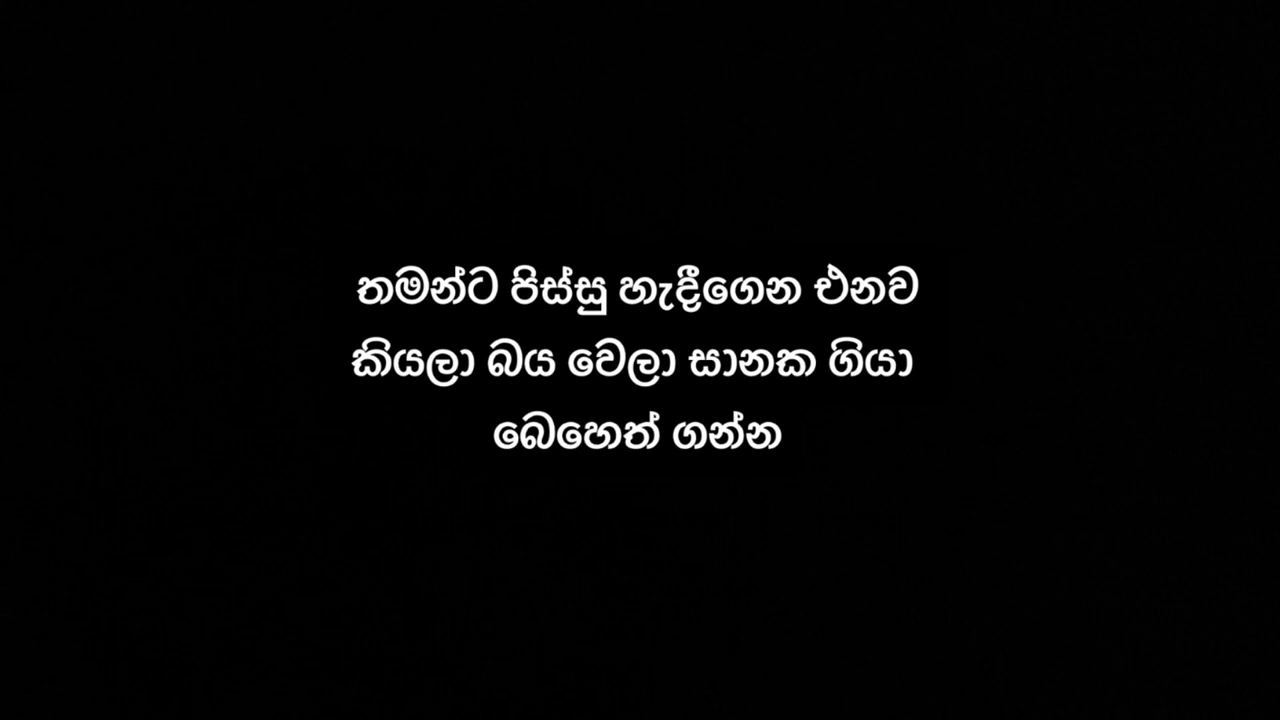 තමන්ට පිස්සු හැදීගෙන එනව
කියලා බය වෙලා සානක ගියා
බෙහෙත් ගන්න